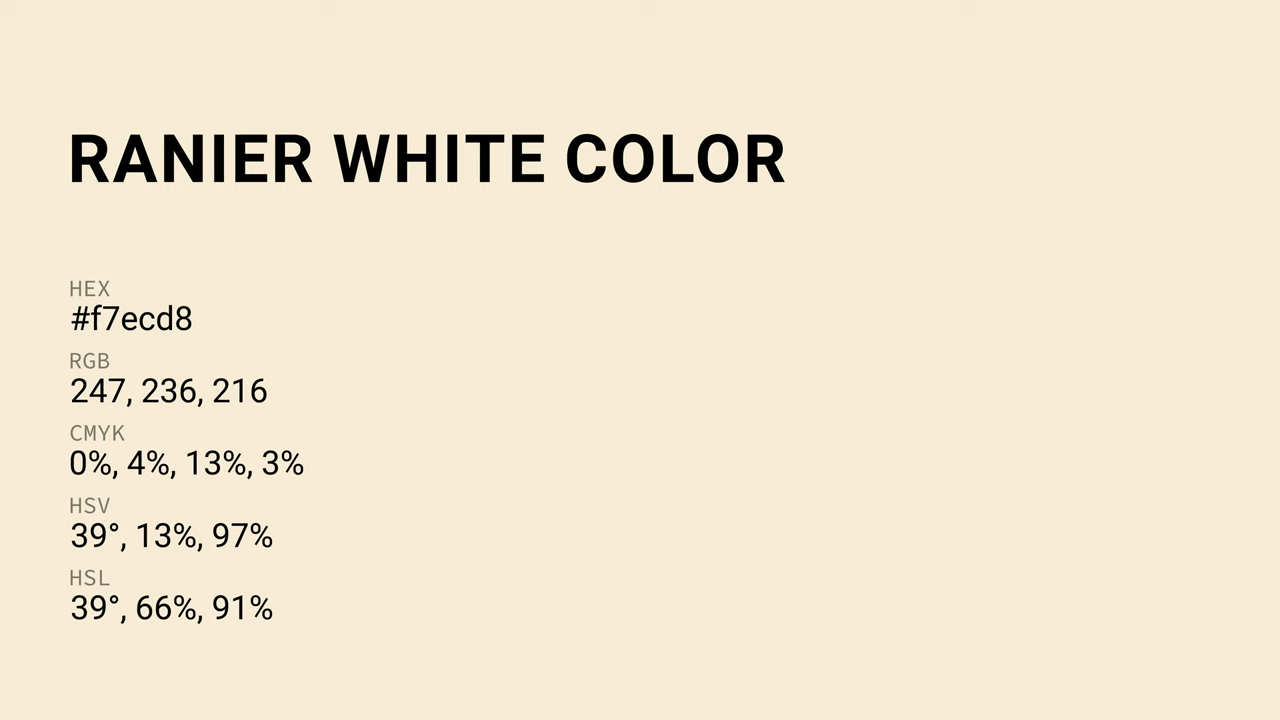 RANIER WHITE COLOR
HEX
#f7ecd8
RGB
247, 236, 216
CMYK
0%, 4%, 13%, 3%
HSV
39°, 13%, 97%
HSL
39°, 66%, 91%